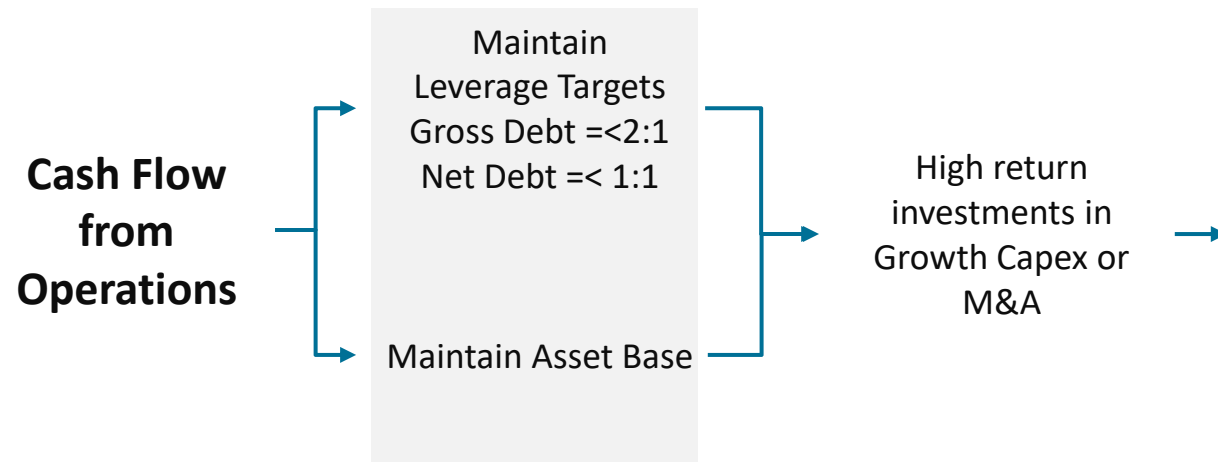 Cash Flow
from
Operations
Maintain
Leverage Targets
Gross Debt =<2:1
Net Debt =< 1:1
Maintain Asset Base
High return
investments in
Growth Capex or
M&A